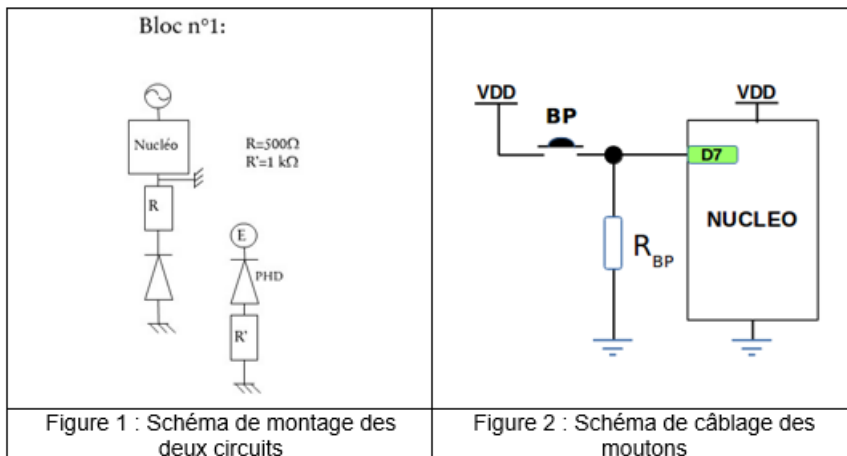 Bloc n°1:
Nucléo
R=500Ω
R'=1 kΩ
R
E
PHD
R'
VDD
VDD
BP
D7
NUCLEO
R_BP
Figure 1 : Schéma de montage des
deux circuits
Figure 2 : Schéma de câblage des
moutons